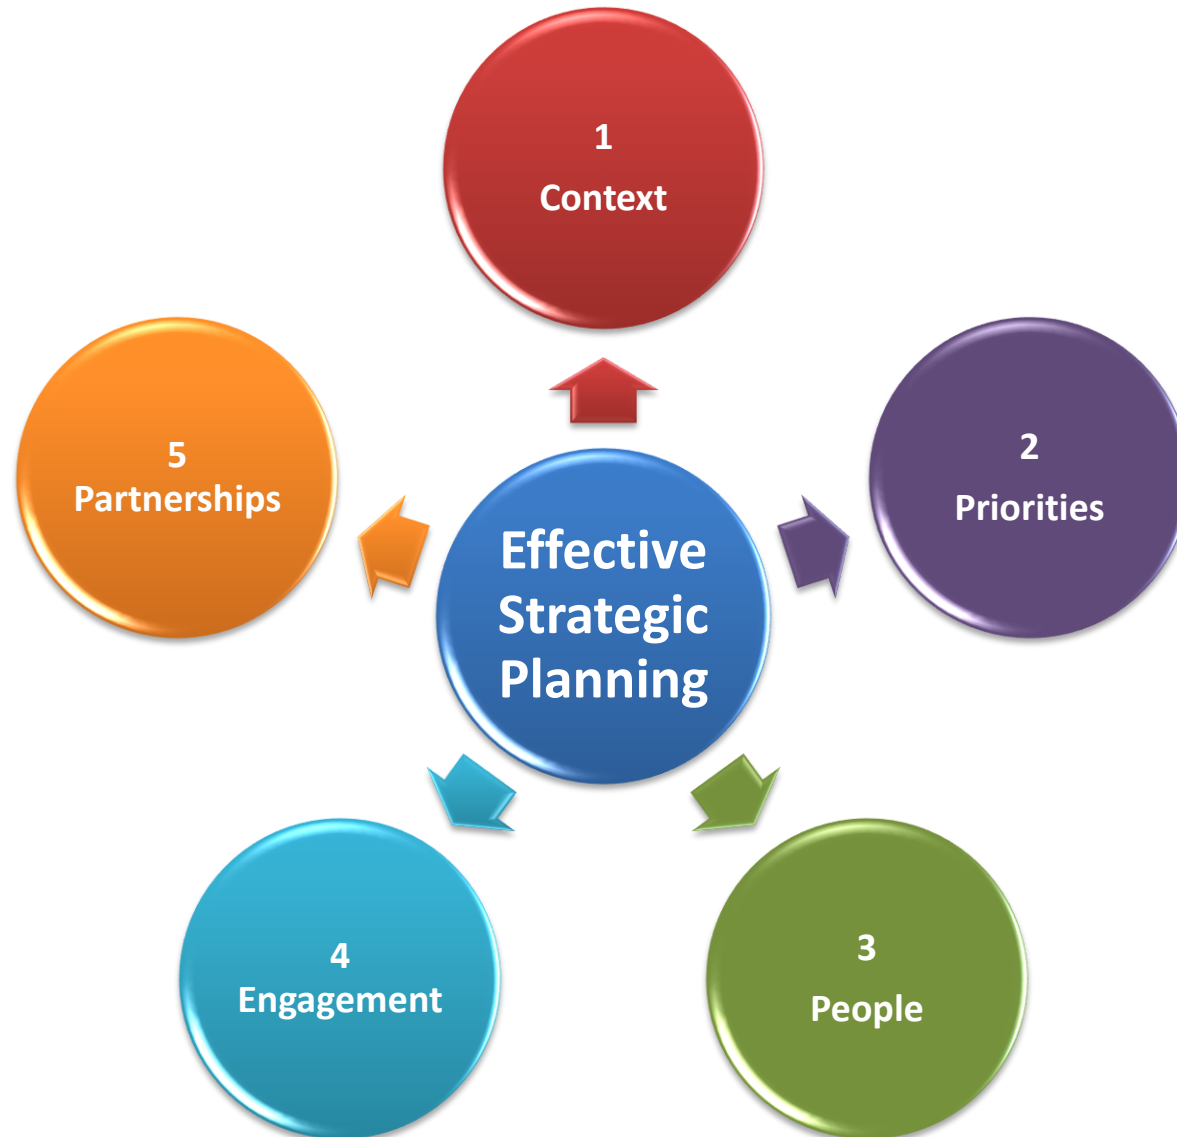 1
Context
2
Priorities
3
People
4
Engagement
5
Partnerships
Effective
Strategic
Planning